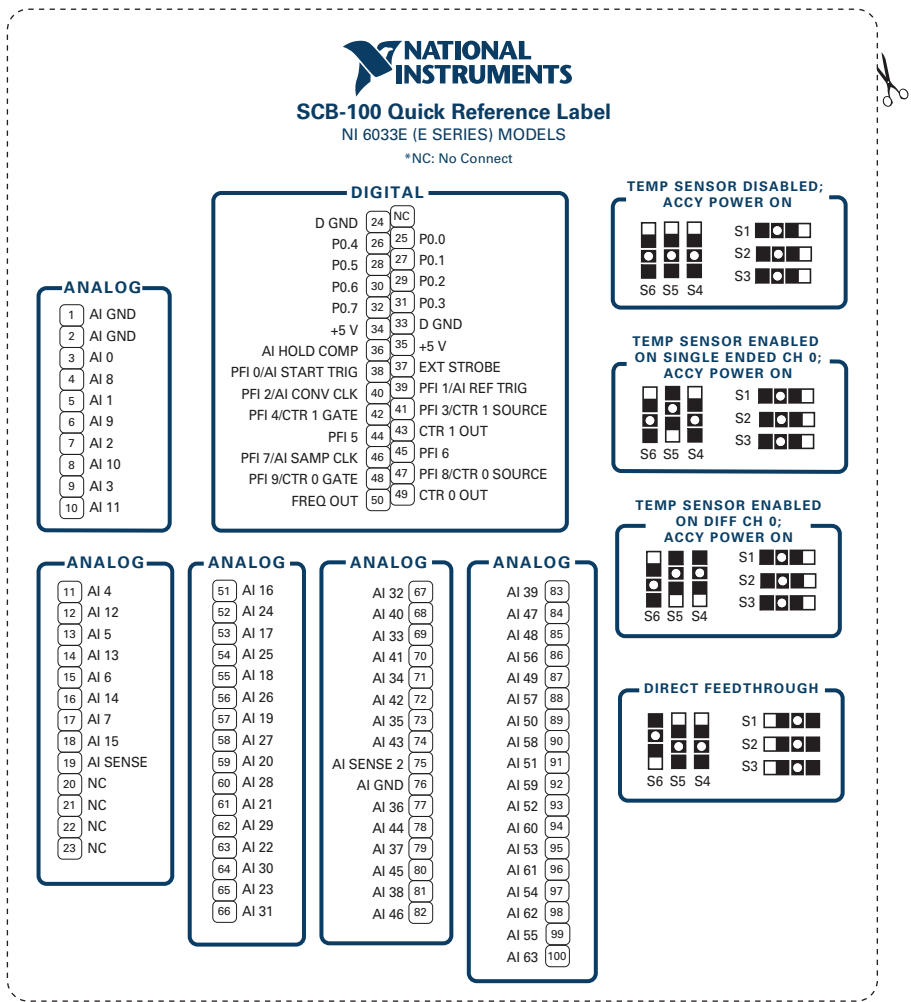 NATIONAL
INSTRUMENTS
SCB-100 Quick Reference Label
NI 6033E (E SERIES) MODELS
*NC: No Connect
ANALOG
1 AI GND
2 AI GND
3 AI 0
4 AI 8
5 AI 1
6 AI 9
7 AI 2
8 AI 10
9 AI 3
10 AI 11
DIGITAL
NC
D GND 24
25 P0.0
P0.4 26
27 P0.1
P0.5 28
29 P0.2
P0.6 30
31 P0.3
P0.7 32
33 D GND
+5 V 34
35 +5 V
AI HOLD COMP 36
37 EXT STROBE
PFI 0/AI START TRIG 38
39 PFI 1/AI REF TRIG
PFI 2/AI CONV CLK 40
41 PFI 3/CTR 1 SOURCE
PFI 4/CTR 1 GATE 42
43 CTR 1 OUT
PFI 5 44
45 PFI 6
PFI 7/AI SAMP CLK 46
47 PFI 8/CTR 0 SOURCE
PFI 9/CTR 0 GATE 48
49 CTR 0 OUT
FREQ OUT 50
TEMP SENSOR DISABLED;
ACCY POWER ON
S1
S2
S3
S6 S5 S4
TEMP SENSOR ENABLED
ON SINGLE ENDED CH 0;
ACCY POWER ON
S1
S2
S3
S6 S5 S4
TEMP SENSOR ENABLED
ON DIFF CH 0;
ACCY POWER ON
S1
S2
S3
S6 S5 S4
DIRECT FEEDTHROUGH
S1
S2
S3
S6 S5 S4
ANALOG
11 AI 4
12 AI 12
13 AI 5
14 AI 13
15 AI 6
16 AI 14
17 AI 7
18 AI 15
19 AI SENSE
20 NC
21 NC
22 NC
23 NC
ANALOG
51 AI 16
52 AI 24
53 AI 17
54 AI 25
55 AI 18
56 AI 26
57 AI 19
58 AI 27
59 AI 20
60 AI 28
61 AI 21
62 AI 29
63 AI 22
64 AI 30
65 AI 23
66 AI 31
ANALOG
AI 32 67
AI 40 68
AI 33 69
AI 41 70
AI 34 71
AI 42 72
AI 35 73
AI 43 74
AI SENSE 2 75
AI GND 76
AI 36 77
AI 44 78
AI 37 79
AI 45 80
AI 38 81
AI 46 82
ANALOG
AI 39 83
AI 47 84
AI 48 85
AI 56 86
AI 49 87
AI 57 88
AI 50 89
AI 58 90
AI 51 91
AI 59 92
AI 52 93
AI 60 94
AI 53 95
AI 61 96
AI 54 97
AI 62 98
AI 55 99
AI 63 100